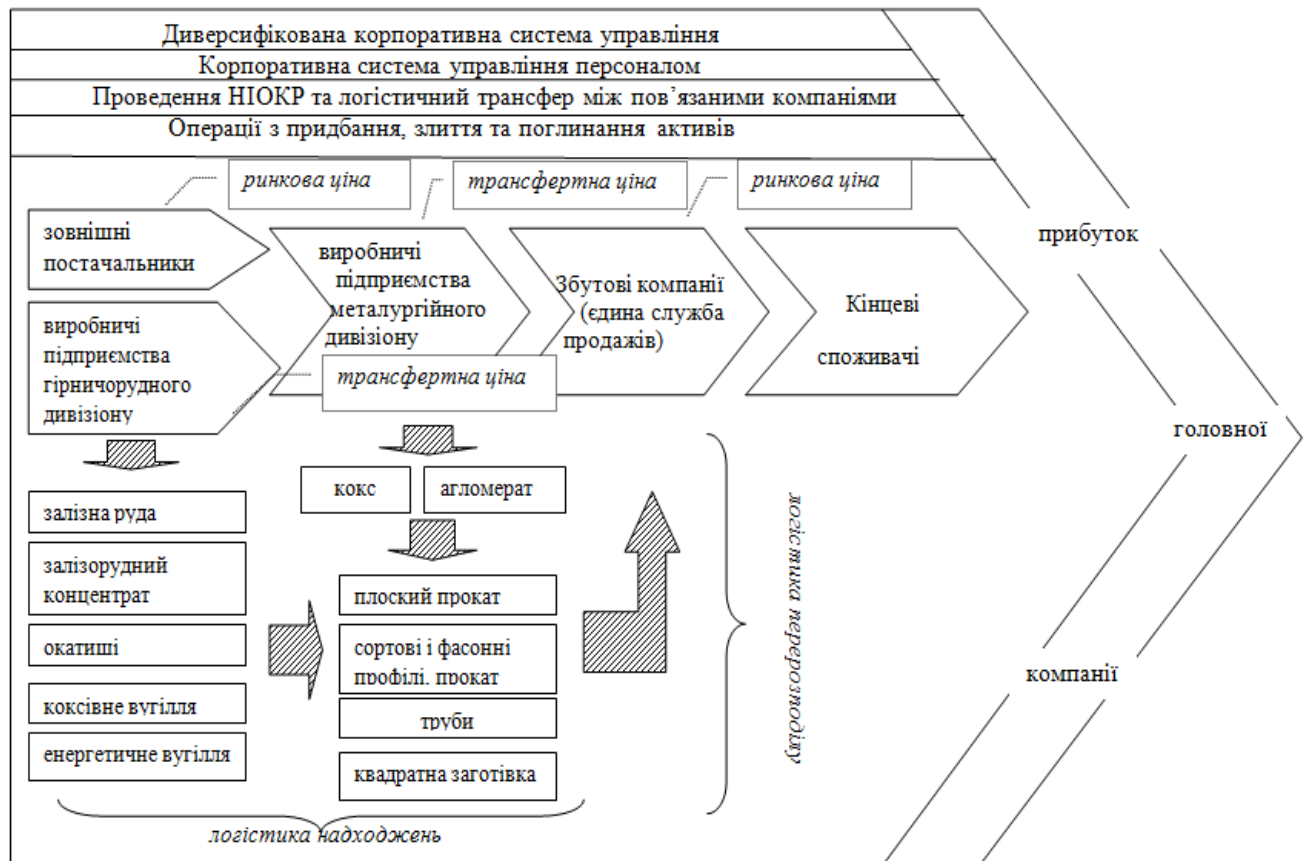 Диверсифікована корпоративна система управління
Корпоративна система управління персоналом
Проведення НІОКР та логістичний трансфер між пов’язаними компаніями
Операції з придбання, злиття та поглинання активів
ринкова ціна
трансфертна ціна
ринкова ціна
зовнішні
постачальники
виробничі
підприємства
гірничорудного
дивізіону
виробничі
підприємства
металургійного
дивізіону
трансфертна ціна
Збутові компанії
(єдина служба
продажів)
Кінцеві
споживачі
прибуток
головної
компанії
залізна руда
залізорудний
концентрат
окатиші
коксівне вугілля
енергетичне вугілля
кокс
агломерат
плоский прокат
сортові і фасонні
профілі. прокат
труби
квадратна заготівка
логістика перерозподілу
логістика надходжень